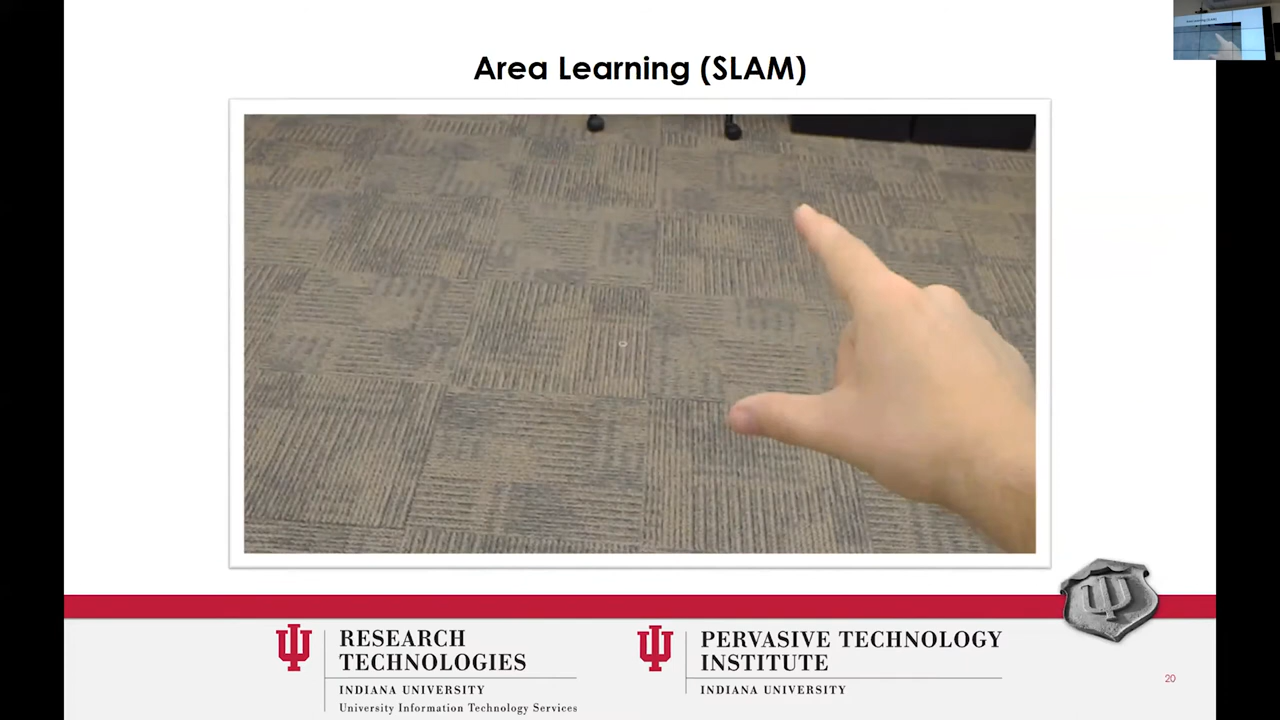 Area Learning (SLAM)
RESEARCH
TECHNOLOGIES
INDIANA UNIVERSITY
University Information Technology Services
PERVASIVE TECHNOLOGY
INSTITUTE
INDIANA UNIVERSITY
20